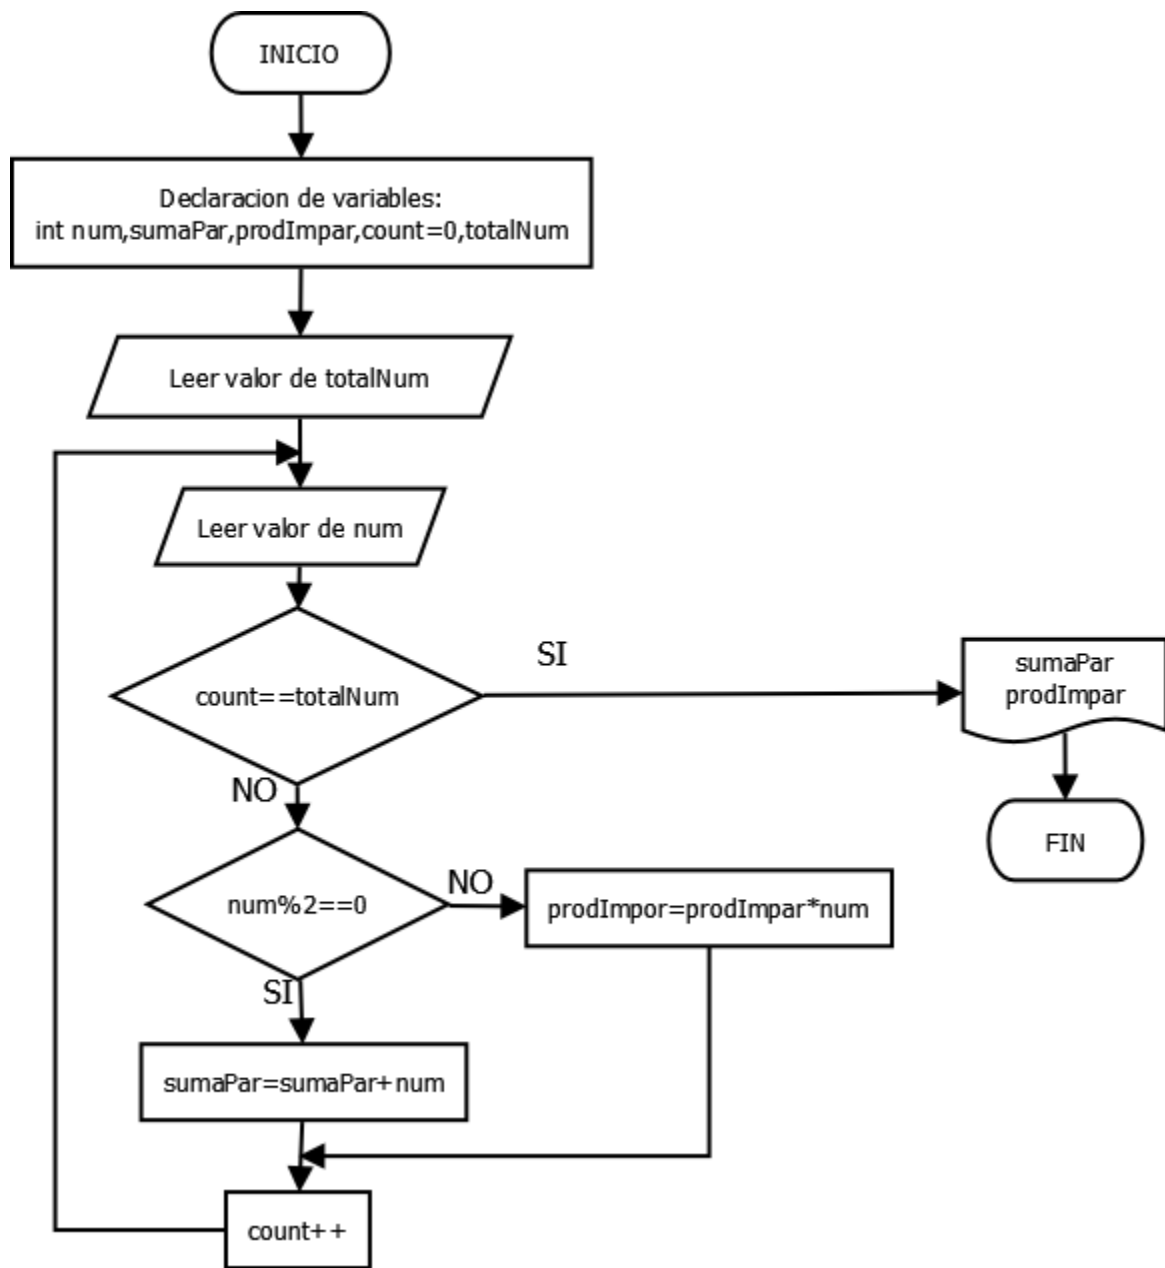 INICIO
Declaracion de variables:
int num,sumaPar,prodImpar,count=0,totalNum
Leer valor de totalNum
Leer valor de num
count==totalNum
SI
sumaPar
prodImpar
NO
FIN
num%2==0
NO
prodImpor=prodImpar*num
SI
sumaPar=sumaPar+num
count++